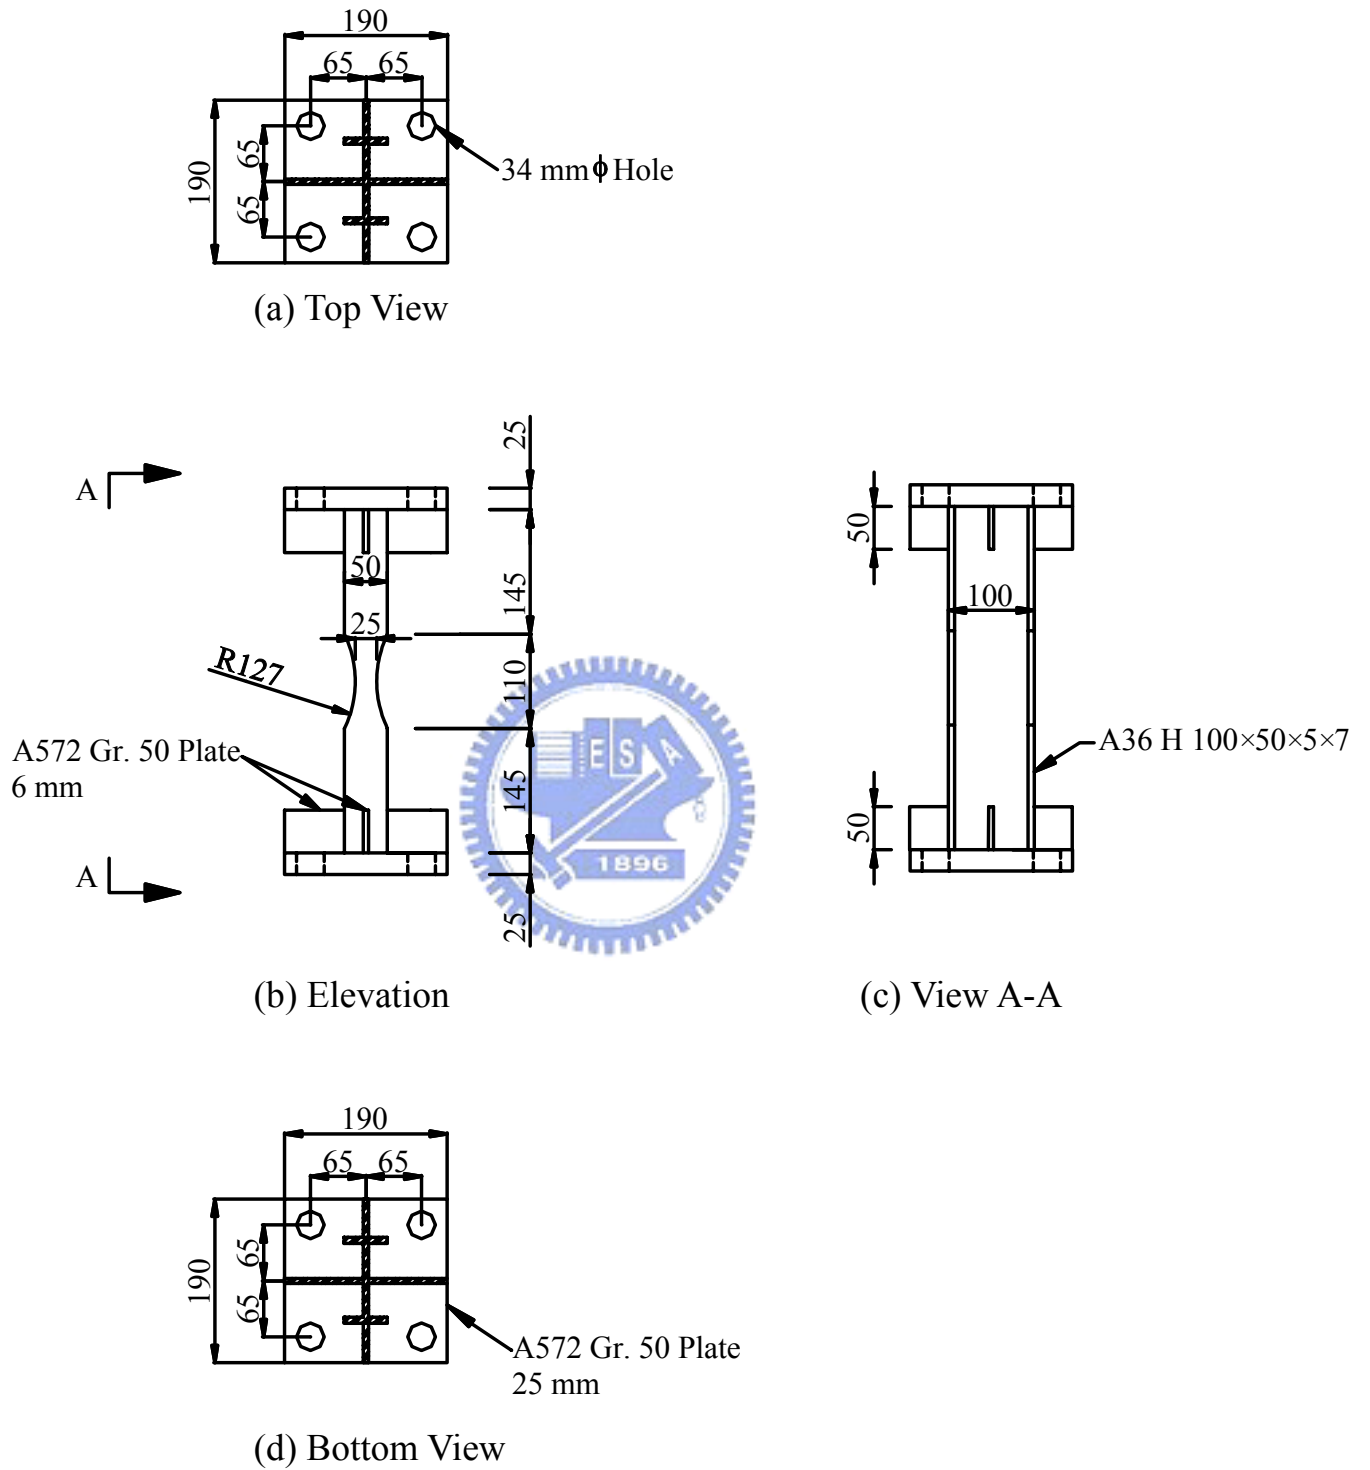 190
65 65
190
65
65
34 mm ϕ Hole
(a) Top View
A
A
25
50
145
25
110
R127
145
25
A572 Gr. 50 Plate
6 mm
ESA
1896
(b) Elevation
50
100
A36 H 100×50×5×7
50
(c) View A-A
190
65 65
190
65
65
A572 Gr. 50 Plate
25 mm
(d) Bottom View